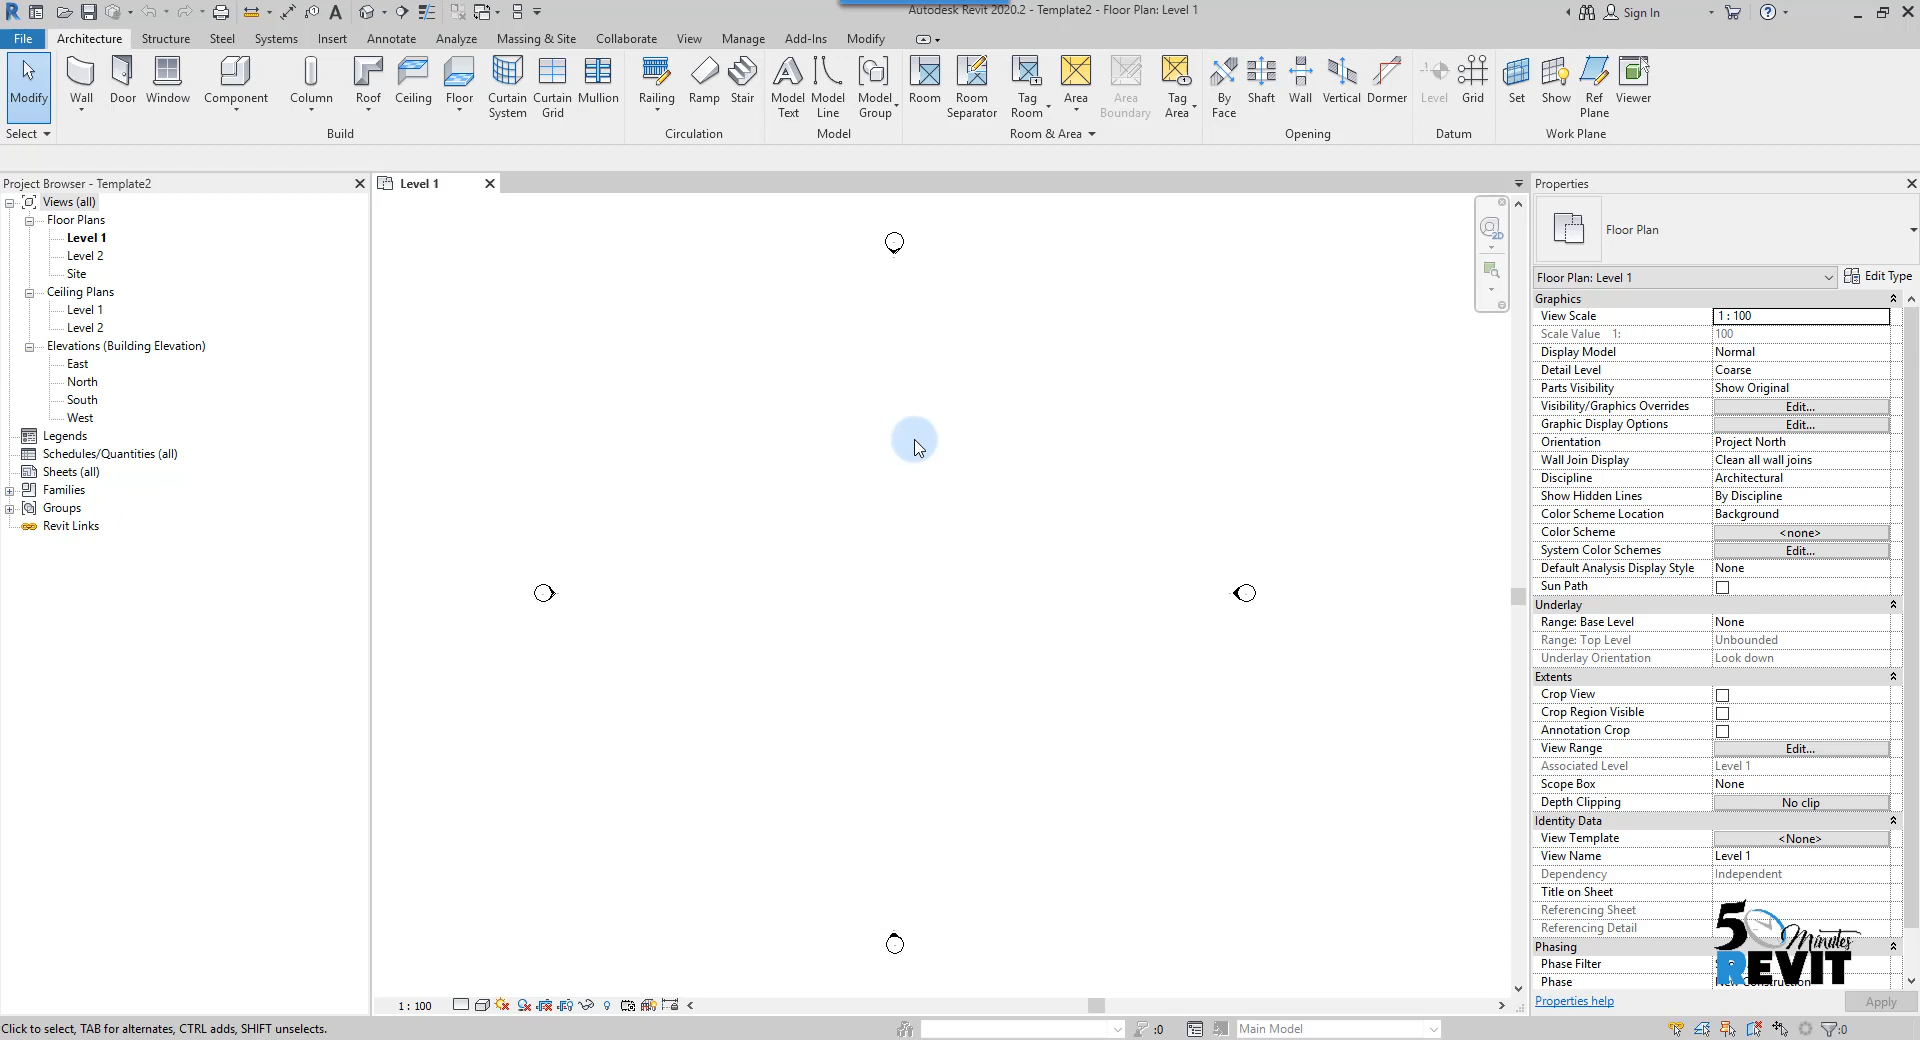 Autodesk Revit 2020.2 - Template2 - Floor Plan: Level 1
Sign In
File Architecture Structure Steel Systems Insert Annotate Analyze Massing & Site Collaborate View Manage Add-Ins Modify
Modify Wall Door Window Component Column Roof Ceiling Floor Curtain System Curtain Grid Mullion Railing Ramp Stair Model Text Model Line Model Group Room Room Separator Tag Room Area Area Boundary Tag Area By Face Shaft Wall Vertical Dormer Level Grid Set Show Ref Plane Viewer
Select Build Circulation Model Room & Area Opening Datum Work Plane
Project Browser - Template2
Views (all)
Floor Plans
Level 1
Level 2
Site
Ceiling Plans
Level 1
Level 2
Elevations (Building Elevation)
East
North
South
West
Legends
Schedules/Quantities (all)
Sheets (all)
Families
Groups
Revit Links
Level 1
2D
1 : 100
Properties
Floor Plan
Floor Plan: Level 1 Edit Type
Graphics
View Scale 1 : 100
Scale Value 1: 100
Display Model Normal
Detail Level Coarse
Parts Visibility Show Original
Visibility/Graphics Overrides Edit...
Graphic Display Options Edit...
Orientation Project North
Wall Join Display Clean all wall joins
Discipline Architectural
Show Hidden Lines By Discipline
Color Scheme Location Background
Color Scheme <none>
System Color Schemes Edit...
Default Analysis Display Style None
Sun Path
Underlay
Range: Base Level None
Range: Top Level Unbounded
Underlay Orientation Look down
Extents
Crop View
Crop Region Visible
Annotation Crop
View Range Edit...
Associated Level Level 1
Scope Box None
Depth Clipping No clip
Identity Data
View Template <None>
View Name Level 1
Dependency Independent
Title on Sheet
Referencing Sheet
Referencing Detail
Phasing
Phase Filter
Phase New Construction
5 Minutes
REVIT
Properties help Apply
Click to select, TAB for alternates, CTRL adds, SHIFT unselects.
:0
Main Model
:0